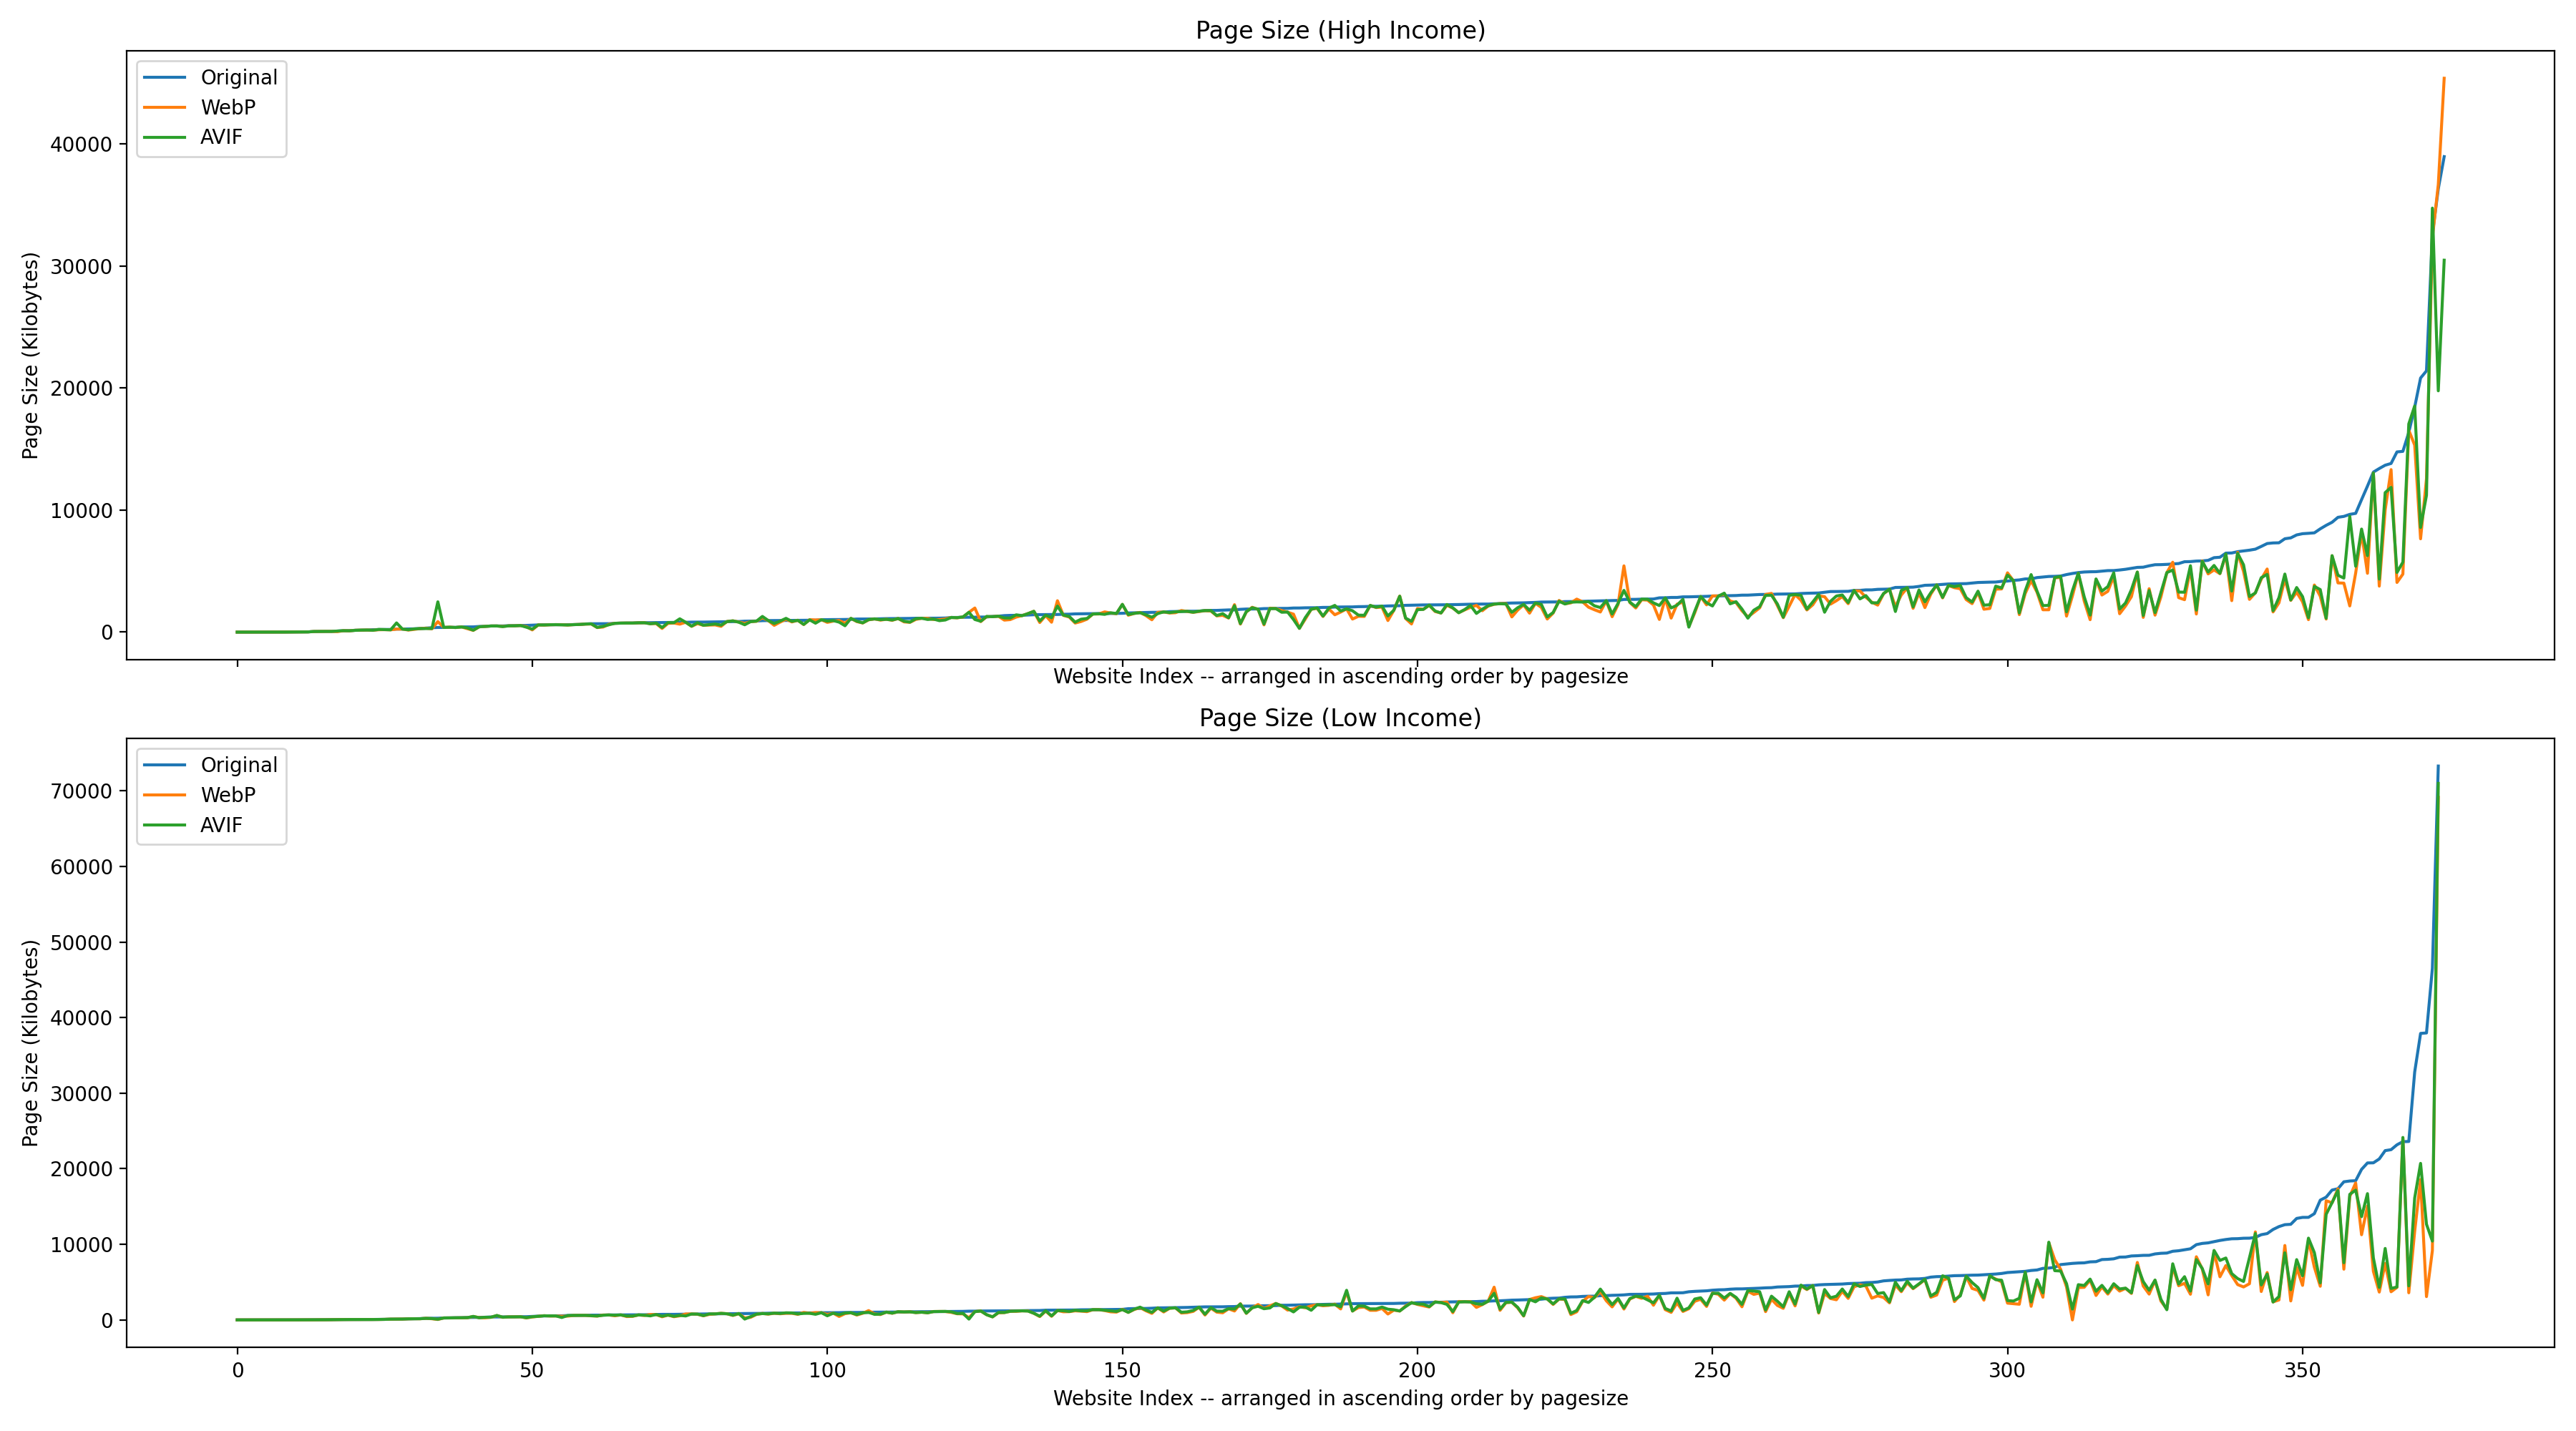 Page Size (High Income)
Original
WebP
AVIF
40000
30000
20000
10000
0
Page Size (Kilobytes)
Website Index -- arranged in ascending order by pagesize
Page Size (Low Income)
Original
WebP
AVIF
70000
60000
50000
40000
30000
20000
10000
0
Page Size (Kilobytes)
0 50 100 150 200 250 300 350
Website Index -- arranged in ascending order by pagesize